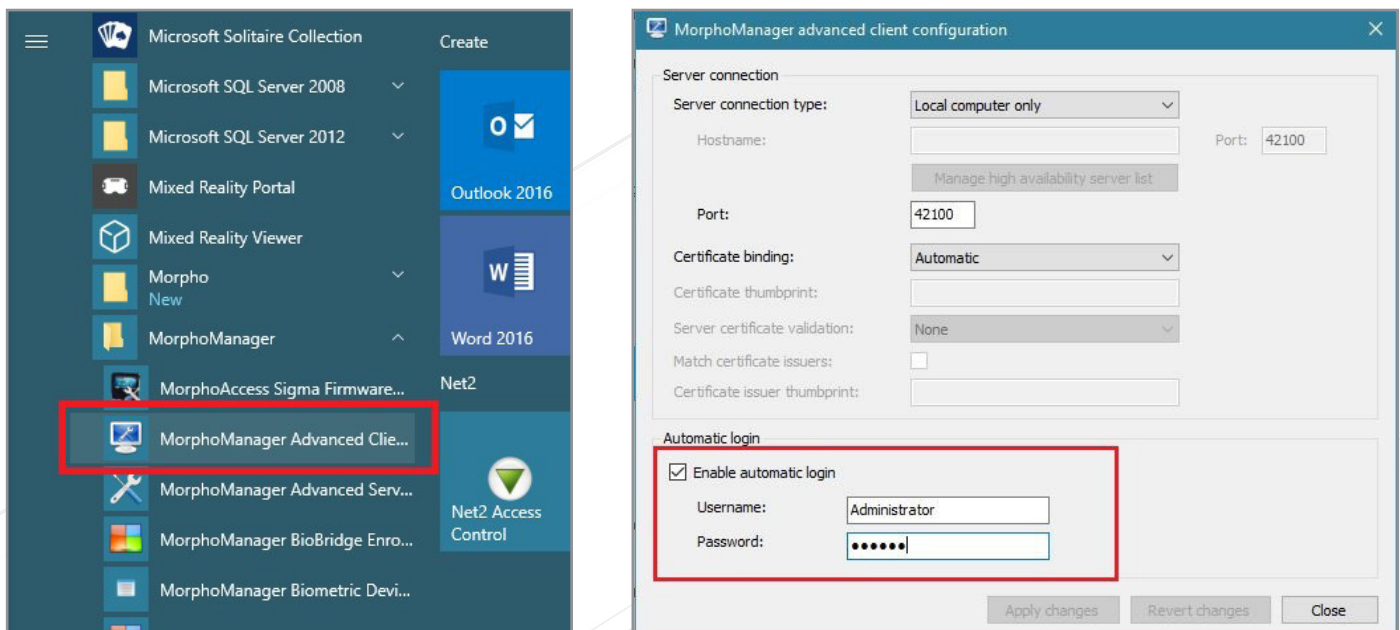 Microsoft Solitaire Collection
Microsoft SQL Server 2008
Microsoft SQL Server 2012
Mixed Reality Portal
Mixed Reality Viewer
Morpho
New
MorphoManager
MorphoAccess Sigma Firmware...
MorphoManager Advanced Clie...
MorphoManager Advanced Serv...
MorphoManager BioBridge Enro...
MorphoManager Biometric Devi...
Create
Outlook 2016
Word 2016
Net2
Net2 Access
Control
MorphoManager advanced client configuration
Server connection
Server connection type: Local computer only
Hostname: Port: 42100
Manage high availability server list
Port: 42100
Certificate binding: Automatic
Certificate thumbprint:
Server certificate validation: None
Match certificate issuers:
Certificate issuer thumbprint:
Automatic login
Enable automatic login
Username: Administrator
Password: ••••••
Apply changes Revert changes Close